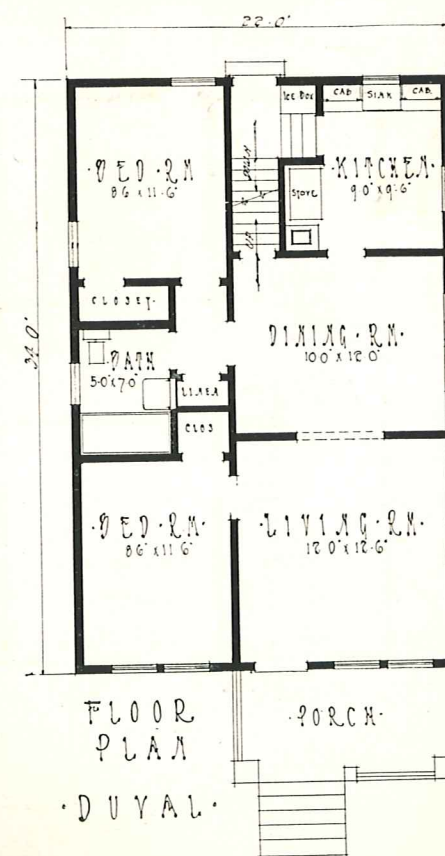 22'-0"
ICE BOX
CAB.
SINK
CAB.
·BED·RM·
8'6" x 11'-6"
DOWN
UP
STOVE
·KITCHEN·
9'0" x 9'-6"
CLOSET·
·BATH·
5'-0" x 7'-0"
LINEN
CLOS
DINING·RM·
10'0" x 12'0"
·BED·RM·
8'6" x 11'6"
·LIVING·RM·
12'0" x 12'-6"
·PORCH·
FLOOR
PLAN
·DUVAL·